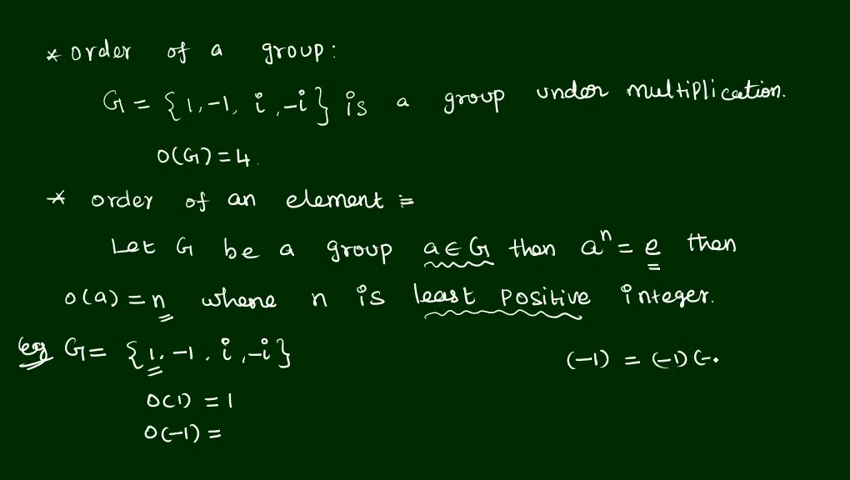 * order of a group:
G = {1, -1, i, -i} is a group under multiplication.
O(G) = 4.
* order of an element :-
Let G be a group a ∈ G then aⁿ = e then
O(a) = n where n is least positive integer.
eg G = {1, -1, i, -i}
(-1) = (-1)(-.
O(1) = 1
O(-1) =